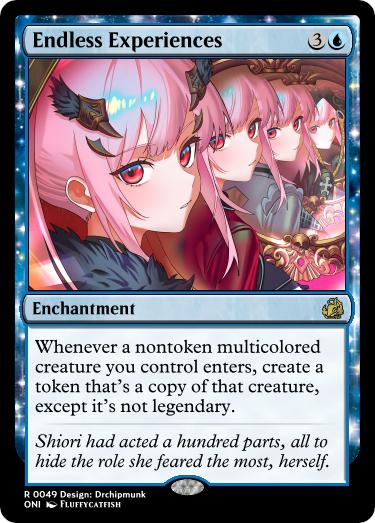 Endless Experiences 3
Enchantment
Whenever a nontoken multicolored
creature you control enters, create a
token that's a copy of that creature,
except it's not legendary.
Shiori had acted a hundred parts, all to
hide the role she feared the most, herself.
R 0049 Design: Drchipmunk
ONI Fluffycatfish